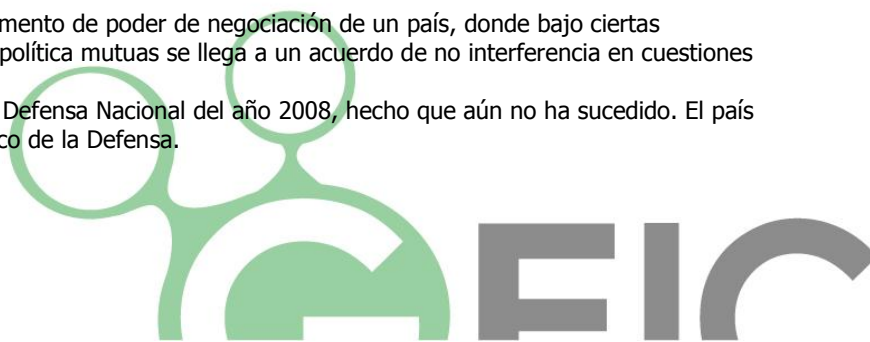 mento de poder de negociación de un país, donde bajo ciertas
política mutuas se llega a un acuerdo de no interferencia en cuestiones
Defensa Nacional del año 2008, hecho que aún no ha sucedido. El país
co de la Defensa.